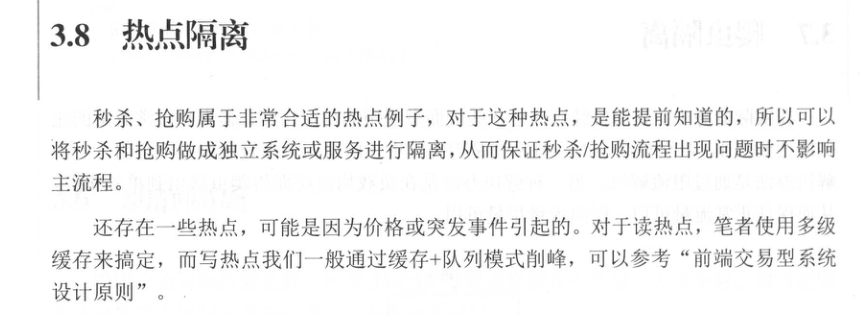 3.8 热点隔离
秒杀、抢购属于非常合适的热点例子，对于这种热点，是能提前知道的，所以可以
将秒杀和抢购做成独立系统或服务进行隔离，从而保证秒杀/抢购流程出现问题时不影响
主流程。
还存在一些热点，可能是因为价格或突发事件引起的。对于读热点，笔者使用多级
缓存来搞定，而写热点我们一般通过缓存+队列模式削峰，可以参考“前端交易型系统
设计原则”。